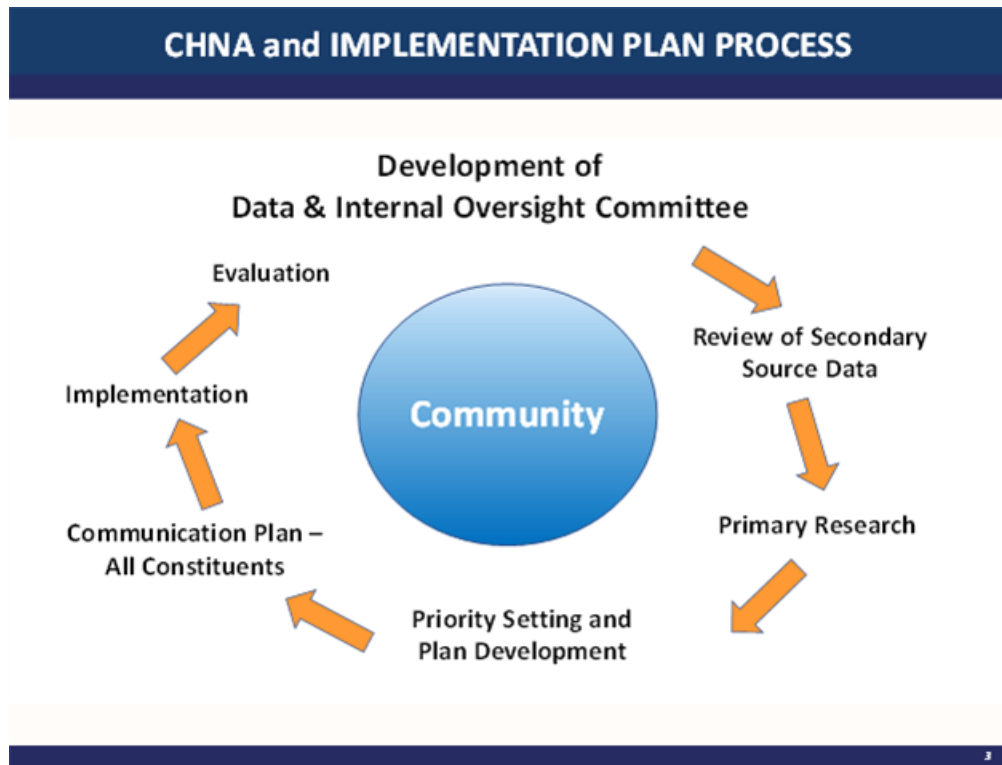 CHNA and IMPLEMENTATION PLAN PROCESS
Development of
Data & Internal Oversight Committee
Evaluation
Review of Secondary
Source Data
Implementation
Community
Primary Research
Communication Plan –
All Constituents
Priority Setting and
Plan Development
3